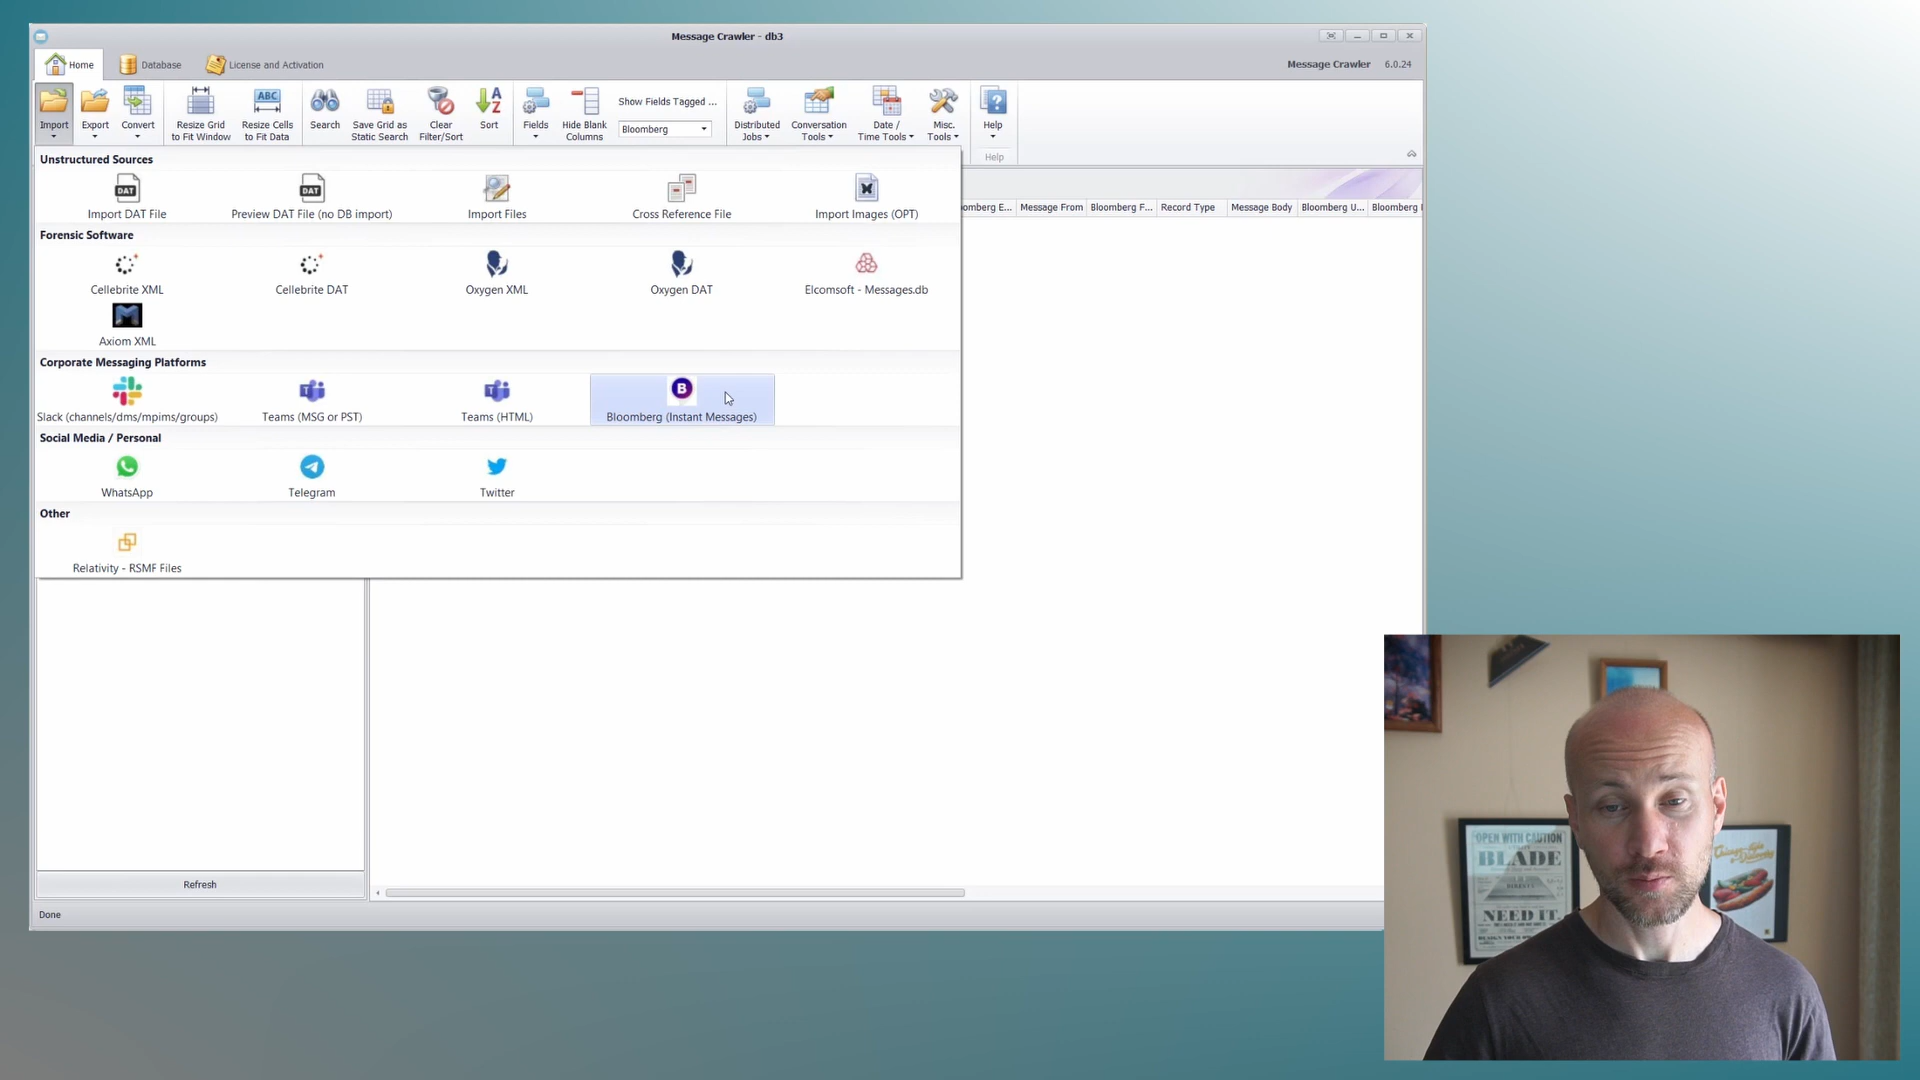 Message Crawler - db3
Home
Database
License and Activation
Message Crawler 6.0.24
Import
Export
Convert
Resize Grid
to Fit Window
ABC
Resize Cells
to Fit Data
Search
Save Grid as
Static Search
Clear
Filter/Sort
A
Z
Sort
Fields
Hide Blank
Columns
Show Fields Tagged ...
Bloomberg
Distributed
Jobs
Conversation
Tools
Date /
Time Tools
Misc.
Tools
Help
Help
Unstructured Sources
DAT
Import DAT File
DAT
Preview DAT File (no DB import)
Import Files
Cross Reference File
Import Images (OPT)
omberg E...
Message From
Bloomberg F...
Record Type
Message Body
Bloomberg U...
Bloomberg
Forensic Software
Cellebrite XML
Cellebrite DAT
Oxygen XML
Oxygen DAT
Elcomsoft - Messages.db
Axiom XML
Corporate Messaging Platforms
Slack (channels/dms/mpims/groups)
Teams (MSG or PST)
Teams (HTML)
B
Bloomberg (Instant Messages)
Social Media / Personal
WhatsApp
Telegram
Twitter
Other
Relativity - RSMF Files
Refresh
Done
OPEN WITH CAUTION
BLADE
DIRECTV
NEED IT.